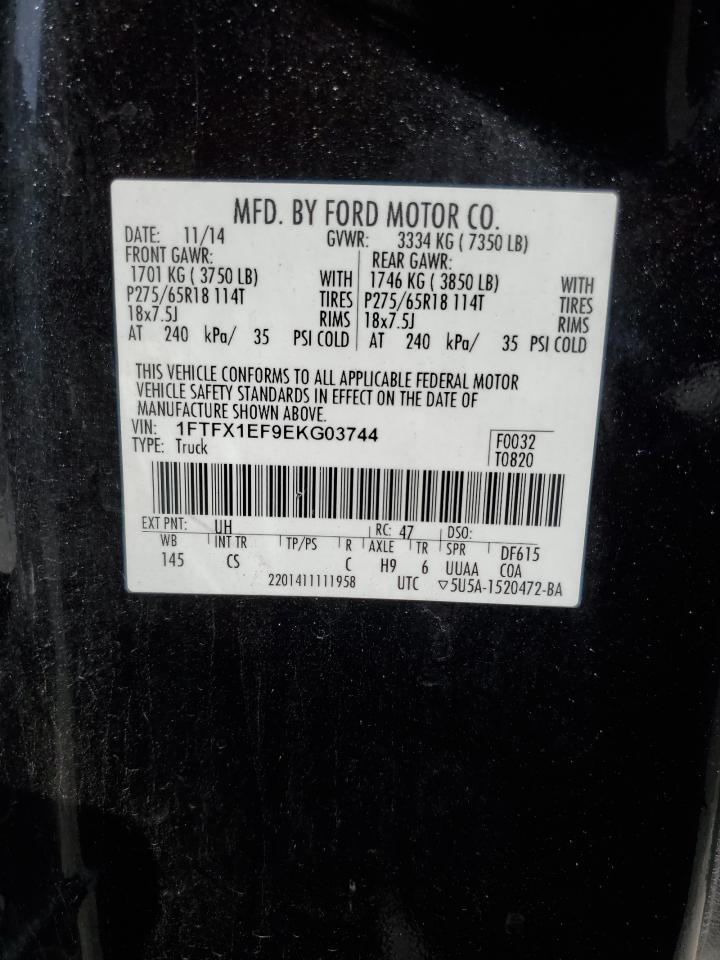 MFD. BY FORD MOTOR CO.
DATE: 11/14 GVWR: 3334 KG ( 7350 LB)
FRONT GAWR: REAR GAWR:
1701 KG ( 3750 LB) WITH 1746 KG ( 3850 LB) WITH
P275/65R18 114T TIRES P275/65R18 114T TIRES
18x7.5J RIMS 18x7.5J RIMS
AT 240 kPa/ 35 PSI COLD AT 240 kPa/ 35 PSI COLD
THIS VEHICLE CONFORMS TO ALL APPLICABLE FEDERAL MOTOR
VEHICLE SAFETY STANDARDS IN EFFECT ON THE DATE OF
MANUFACTURE SHOWN ABOVE.
VIN: 1FTFX1EF9EKG03744 F0032
TYPE: Truck T0820
EXT PNT: UH RC: 47 DSO:
WB INT TR TP/PS R AXLE TR SPR DF615
145 CS C H9 6 UUAA COA
2201411111958 UTC ▽5U5A-1520472-BA